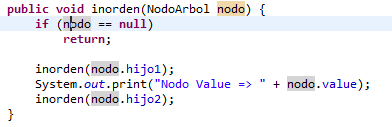 public void inorden(NodoArbol nodo) {
if (nodo == null)
return;
inorden(nodo.hijo1);
System.out.print("Nodo Value => " + nodo.value);
inorden(nodo.hijo2);
}